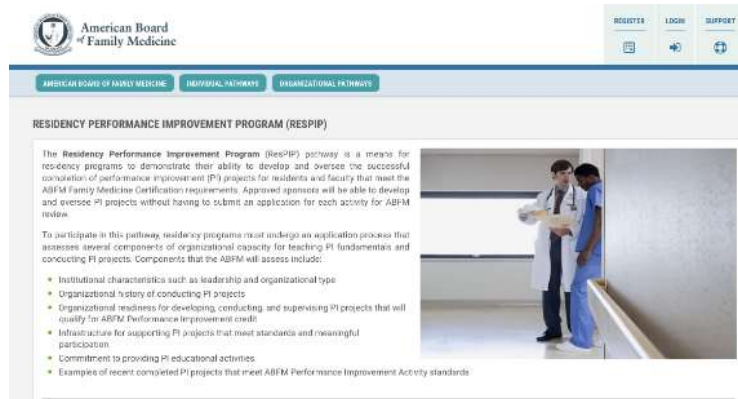 American Board
of Family Medicine
REGISTER
LOGIN
SUPPORT
AMERICAN BOARD OF FAMILY MEDICINE
INDIVIDUAL PATHWAYS
ORGANIZATIONAL PATHWAYS
RESIDENCY PERFORMANCE IMPROVEMENT PROGRAM (RESPIP)
The Residency Performance Improvement Program (ResPIP) pathway is a means for
residency programs to demonstrate their ability to develop and oversee the successful
completion of performance improvement (PI) projects for residents and faculty that meet the
ABFM Family Medicine Certification requirements. Approved sponsors will be able to develop
and oversee PI projects without having to submit an application for each activity for ABFM
review.
To participate in this pathway, residency programs must undergo an application process that
assesses several components of organizational capacity for teaching PI fundamentals and
conducting PI projects. Components that the ABFM will assess include:
Institutional characteristics such as leadership and organizational type
Organizational history of conducting PI projects
Organizational readiness for developing, conducting, and supervising PI projects that will
qualify for ABFM Performance Improvement credit
Infrastructure for supporting PI projects that meet standards and meaningful
participation
Commitment to providing PI educational activities
Examples of recent completed PI projects that meet ABFM Performance Improvement Activity standards